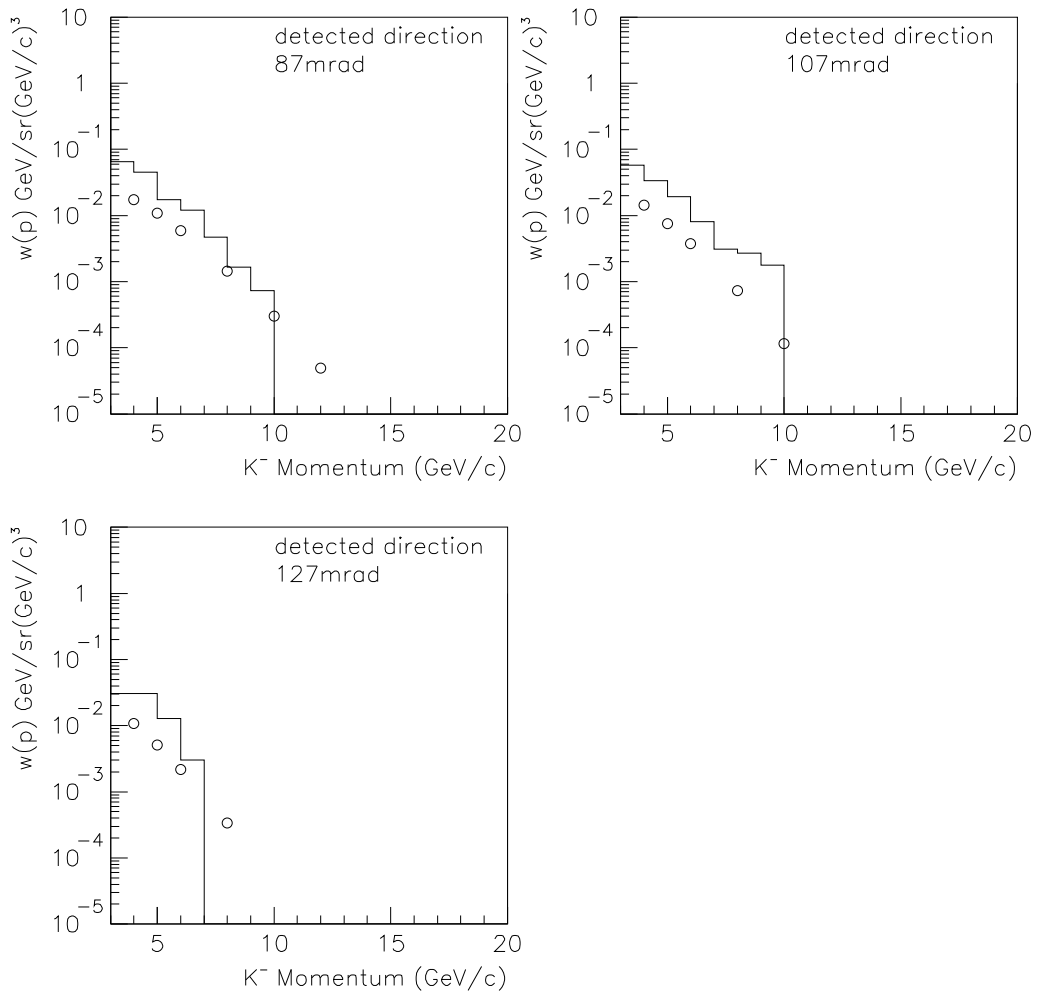 w(p) GeV/sr(GeV/c)³
10
1
10⁻¹
10⁻²
10⁻³
10⁻⁴
10⁻⁵
detected direction
87mrad
5 10 15 20
K⁻ Momentum (GeV/c)
w(p) GeV/sr(GeV/c)³
10
1
10⁻¹
10⁻²
10⁻³
10⁻⁴
10⁻⁵
detected direction
107mrad
5 10 15 20
K⁻ Momentum (GeV/c)
w(p) GeV/sr(GeV/c)³
10
1
10⁻¹
10⁻²
10⁻³
10⁻⁴
10⁻⁵
detected direction
127mrad
5 10 15 20
K⁻ Momentum (GeV/c)